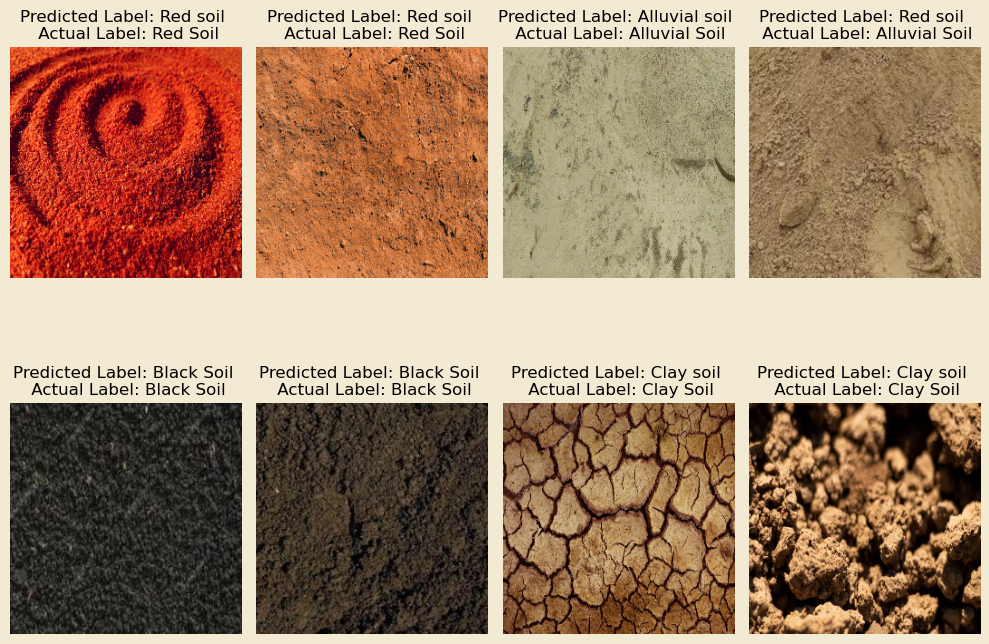 Predicted Label: Red soil
Actual Label: Red Soil
Predicted Label: Red soil
Actual Label: Red Soil
Predicted Label: Alluvial soil
Actual Label: Alluvial Soil
Predicted Label: Red soil
Actual Label: Alluvial Soil
Predicted Label: Black Soil
Actual Label: Black Soil
Predicted Label: Black Soil
Actual Label: Black Soil
Predicted Label: Clay soil
Actual Label: Clay Soil
Predicted Label: Clay soil
Actual Label: Clay Soil